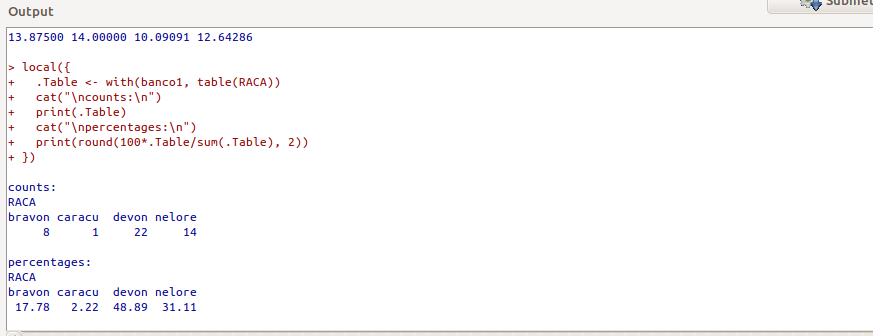 Output
Submet
13.87500 14.00000 10.09091 12.64286
> local({
+   .Table <- with(banco1, table(RACA))
+   cat("\ncounts:\n")
+   print(.Table)
+   cat("\npercentages:\n")
+   print(round(100*.Table/sum(.Table), 2))
+ })
counts:
RACA
bravon caracu  devon nelore
     8      1     22     14
percentages:
RACA
bravon caracu  devon nelore
 17.78   2.22  48.89  31.11